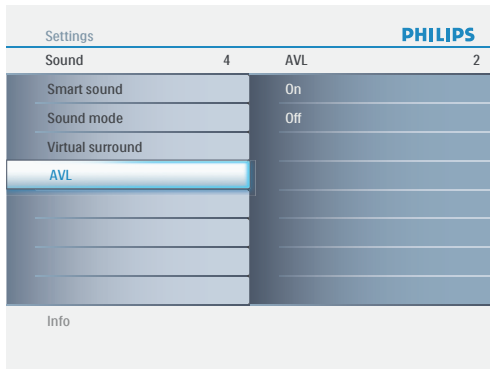 Settings PHILIPS
Sound 4 AVL 2
Smart sound On
Sound mode Off
Virtual surround
AVL
Info